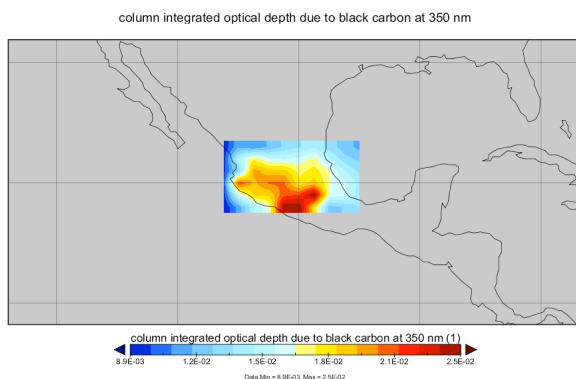 column integrated optical depth due to black carbon at 350 nm
column integrated optical depth due to black carbon at 350 nm (1)
8.9E-03 1.2E-02 1.5E-02 1.8E-02 2.1E-02 2.5E-02
Data Min = 8.9E-03, Max = 2.5E-02